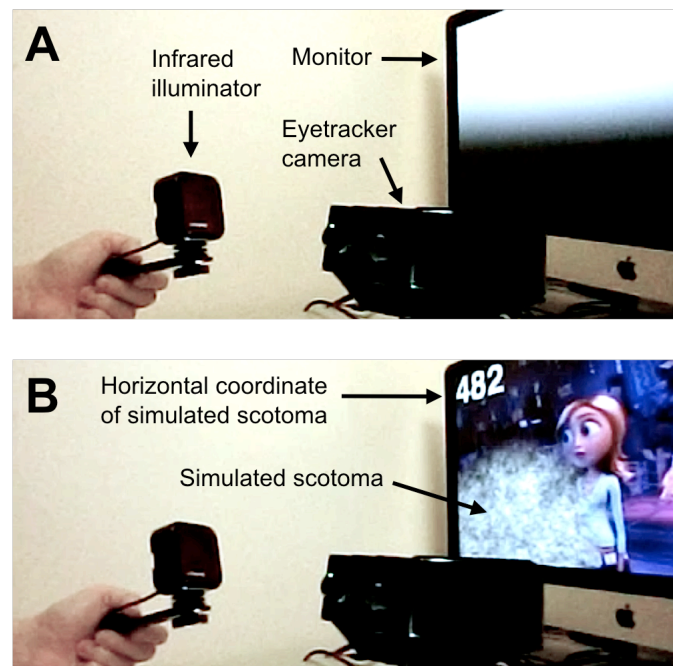 A
Infrared
illuminator
Monitor
Eyetracker
camera
B
Horizontal coordinate
of simulated scotoma
482
Simulated scotoma